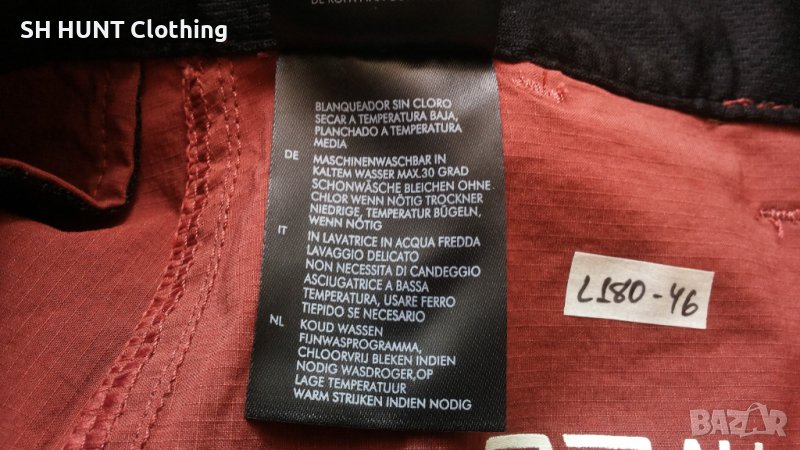 SH HUNT Clothing
BLANQUEADOR SIN CLORO
SECAR A TEMPERATURA BAJA,
PLANCHADO A TEMPERATURA
MEDIA
DE MASCHINENWASCHBAR IN
KALTEM WASSER MAX.30 GRAD
SCHONWÄSCHE BLEICHEN OHNE
CHLOR WENN NÖTIG TROCKNER
NIEDRIGE, TEMPERATUR BÜGELN,
WENN NÖTIG
IT IN LAVATRICE IN ACQUA FREDDA
LAVAGGIO DELICATO
NON NECESSITA DI CANDEGGIO
ASCIUGATRICE A BASSA
TEMPERATURA, USARE FERRO
TIEPIDO SE NECESSARIO
NL KOUD WASSEN
FIJNWASPROGRAMMA,
CHLOORVRIJ BLEKEN INDIEN
NODIG WASDROGER,OP
LAGE TEMPERATUUR
WARM STRIJKEN INDIEN NODIG
L180-46
BAZAR